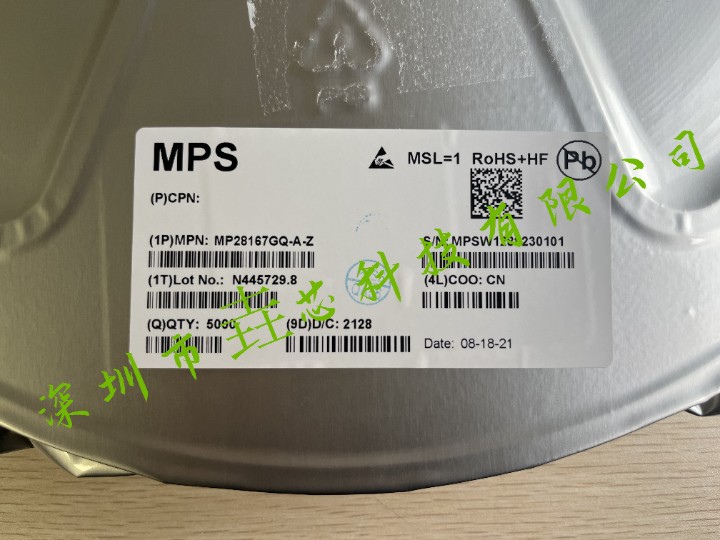 MPS
MSL=1 RoHS+HF Pb
(P)CPN:
(1P)MPN: MP28167GQ-A-Z
(1T)Lot No.: N445729.8
(4L)COO: CN
(Q)QTY: 5000
(9D)D/C: 2128
Date: 08-18-21
深圳市垚芯科技有限公司